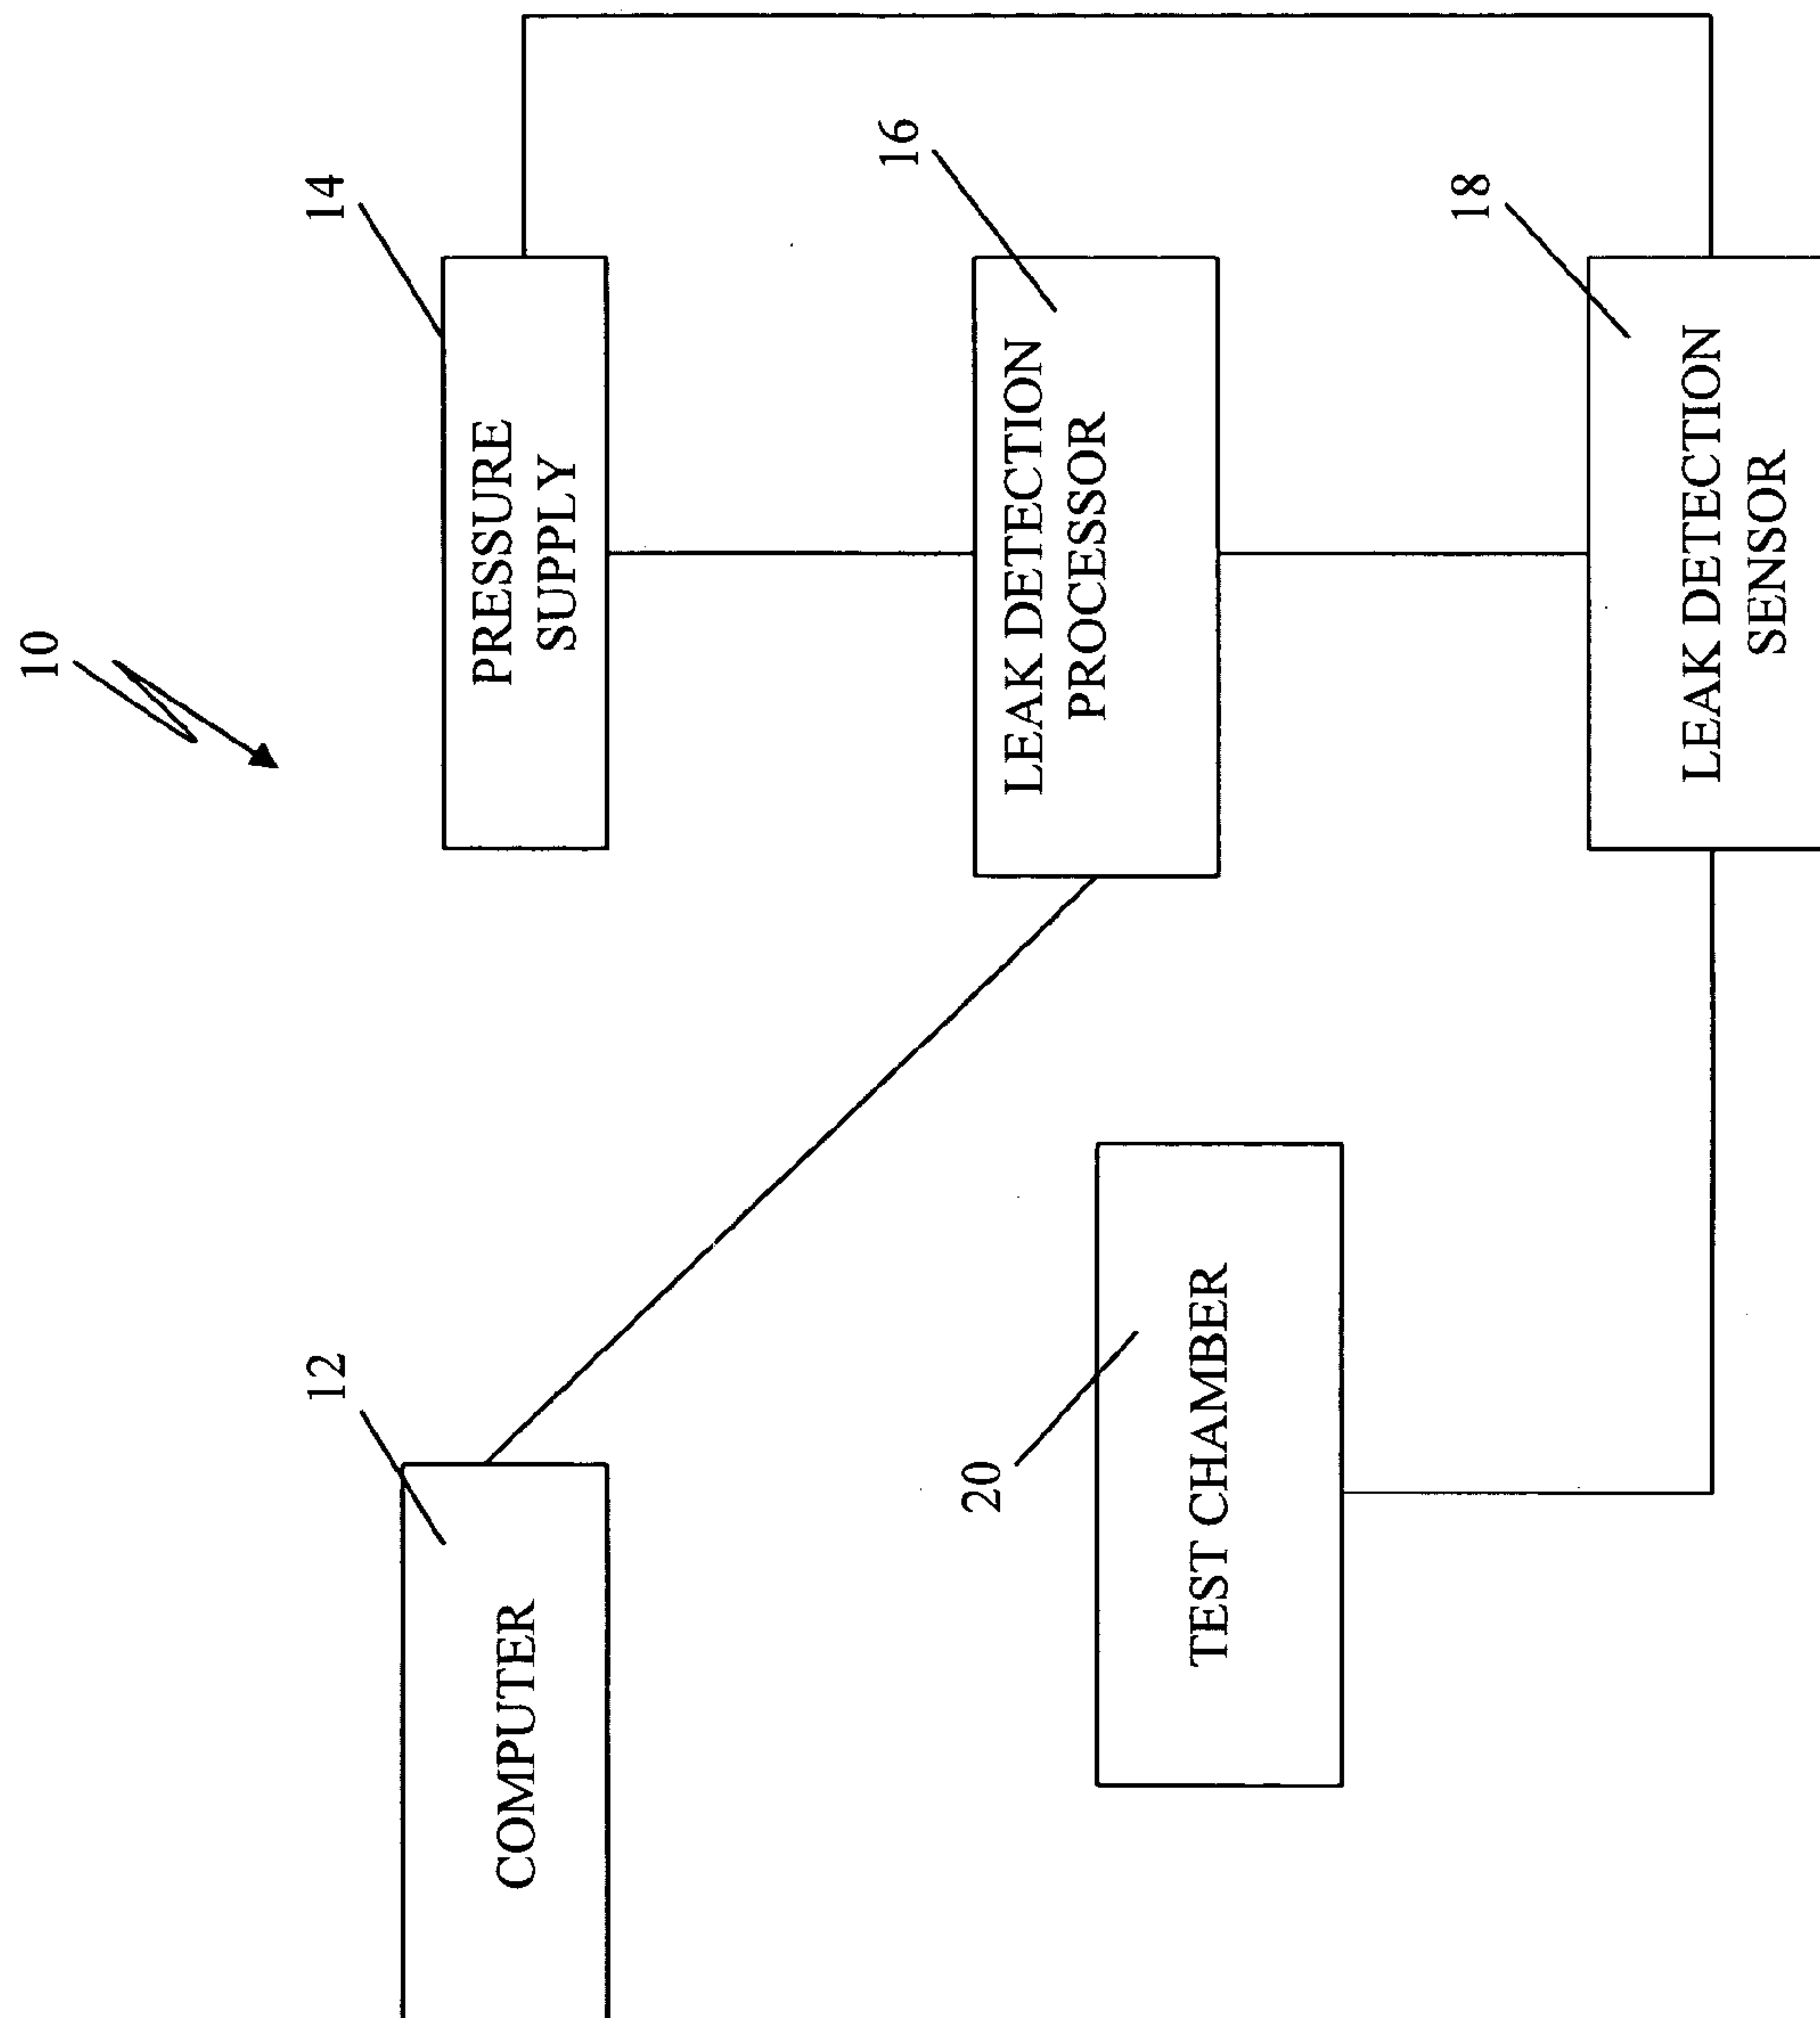 10
12
COMPUTER
14
PRESSURE
SUPPLY
16
LEAK DETECTION
PROCESSOR
20
TEST CHAMBER
18
LEAK DETECTION
SENSOR